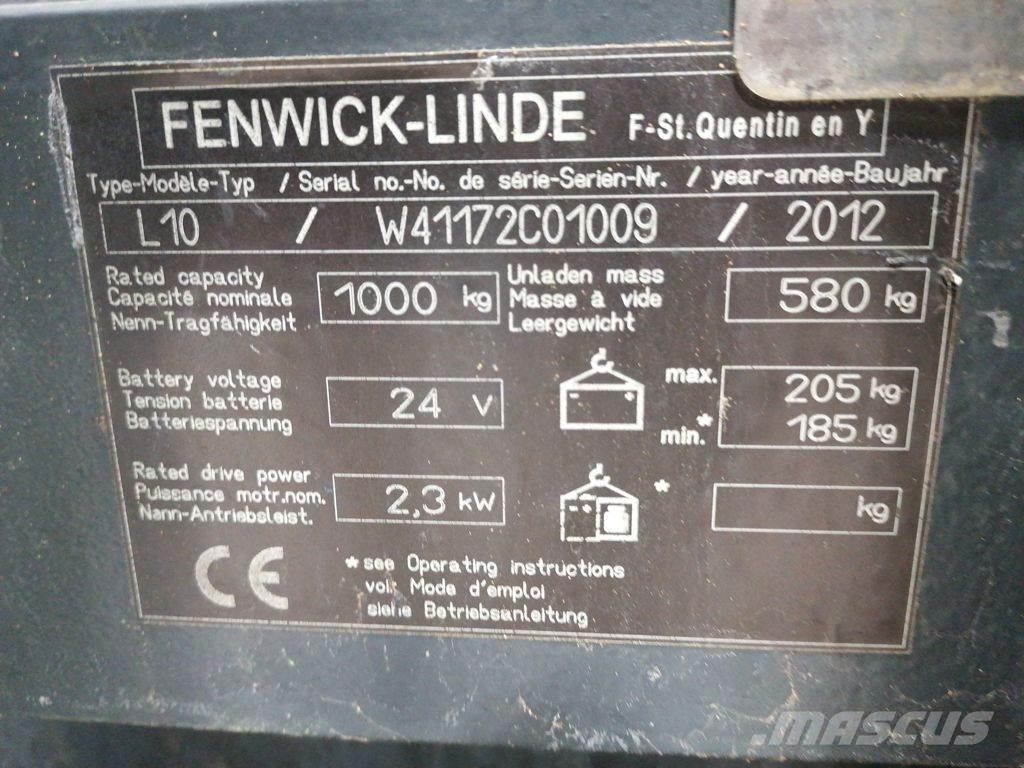 FENWICK-LINDE F-St.Quentin en Y
Type-Modèle-Typ / Serial no.-No. de série-Serien-Nr. / year-année-Baujahr
L10 / W41172C01009 / 2012
Rated capacity
Capacité nominale
Nenn-Tragfähigkeit
1000 kg
Unladen mass
Masse à vide
Leergewicht
580 kg
Battery voltage
Tension batterie
Batteriespannung
24 V
max. 205 kg
min.* 185 kg
Rated drive power
Puissance motr.nom.
Nann-Antriebsleist.
2,3 kW
* kg
CE
* see Operating instructions
voir Mode d'emploi
siehe Betriebsanleitung
.MASCUS